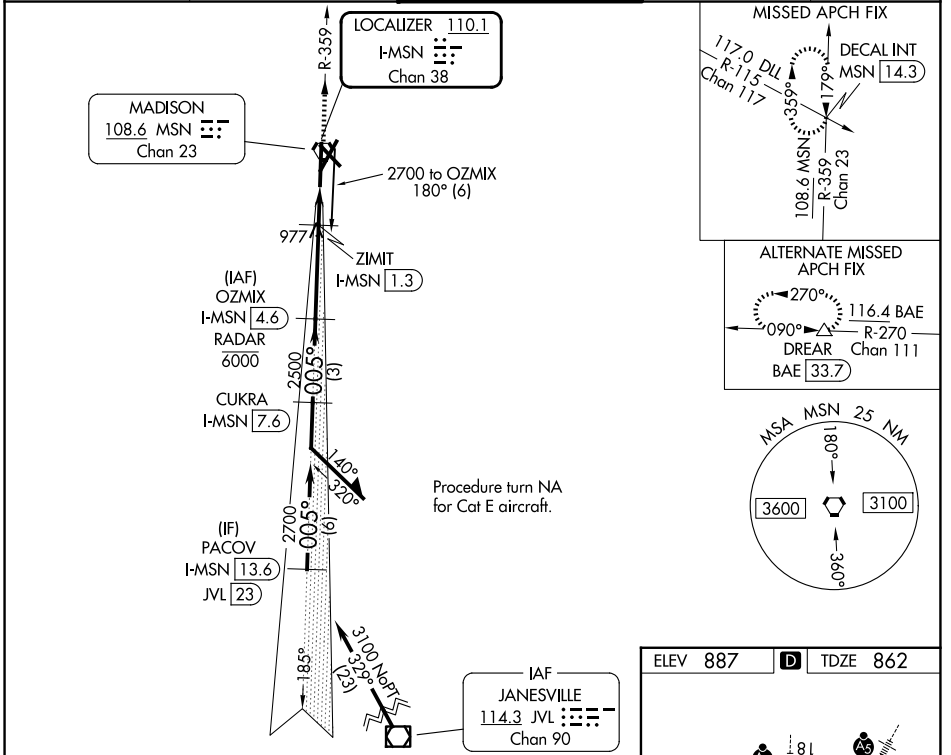 LOCALIZER 110.1
I-MSN
Chan 38
R-359
MADISON
108.6 MSN
Chan 23
2700 to OZMIX
180° (6)
977
ZIMIT
I-MSN 1.3
(IAF)
OZMIX
I-MSN 4.6
RADAR
6000
2500
005°
(3)
CUKRA
I-MSN 7.6
140°
320°
Procedure turn NA
for Cat E aircraft.
2700
005°
(6)
(IF)
PACOV
I-MSN 13.6
JVL 23
185°
3100 NoPT
329°
(23)
IAF
JANESVILLE
114.3 JVL
Chan 90
MISSED APCH FIX
117.0 DLL
R-115
Chan 117
359°
179°
DECAL INT
MSN 14.3
108.6 MSN
R-359
Chan 23
ALTERNATE MISSED
APCH FIX
270°
090°
116.4 BAE
R-270
Chan 111
DREAR
BAE 33.7
MSA MSN 25 NM
180°
3600
3100
360°
ELEV 887
D
TDZE 862
18
A5